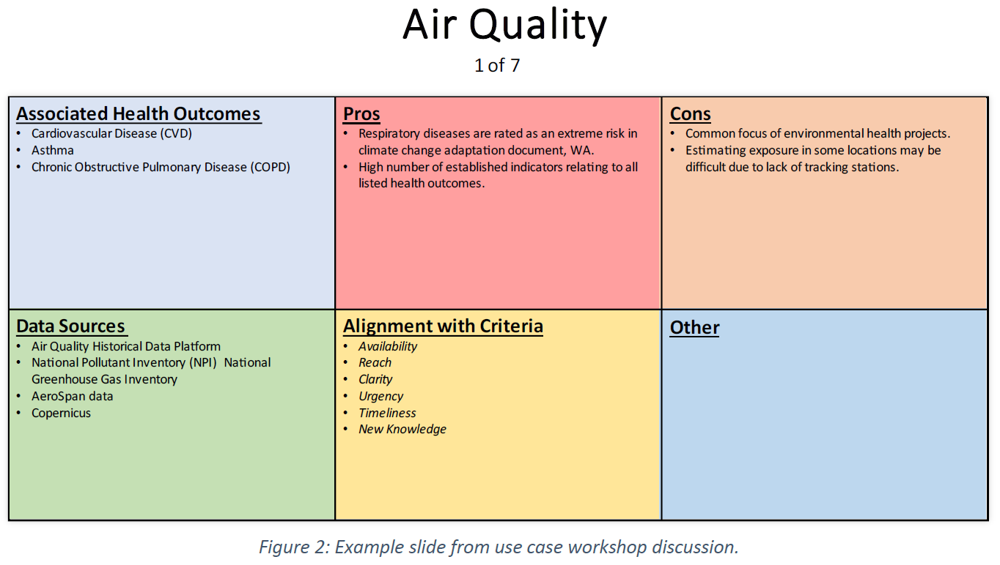 Air Quality
1 of 7
Associated Health Outcomes
• Cardiovascular Disease (CVD)
• Asthma
• Chronic Obstructive Pulmonary Disease (COPD)
Pros
• Respiratory diseases are rated as an extreme risk in
climate change adaptation document, WA.
• High number of established indicators relating to all
listed health outcomes.
Cons
• Common focus of environmental health projects.
• Estimating exposure in some locations may be
difficult due to lack of tracking stations.
Data Sources
• Air Quality Historical Data Platform
• National Pollutant Inventory (NPI)  National
Greenhouse Gas Inventory
• AeroSpan data
• Copernicus
Alignment with Criteria
• Availability
• Reach
• Clarity
• Urgency
• Timeliness
• New Knowledge
Other
Figure 2: Example slide from use case workshop discussion.